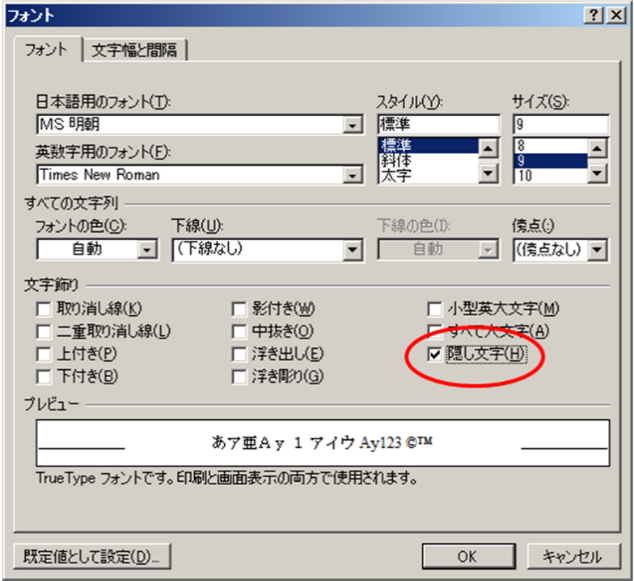 フォント
フォント 文字幅と間隔
日本語用のフォント(T): スタイル(Y): サイズ(S):
MS 明朝 標準 9
英数字用のフォント(F): 標準 8
斜体 9
Times New Roman 太字 10
すべての文字列
フォントの色(C): 下線(U): 下線の色(I): 傍点(:)
自動 (下線なし) 自動 (傍点なし)
文字飾り
取り消し線(K) 影付き(W) 小型英大文字(M)
二重取り消し線(L) 中抜き(O) すべて大文字(A)
上付き(P) 浮き出し(E) 隠し文字(H)
下付き(B) 浮き彫り(G)
プレビュー
あア亜Ay 1 アイウ Ay123 ©™
TrueType フォントです。印刷と画面表示の両方で使用されます。
既定値として設定(D)... OK キャンセル